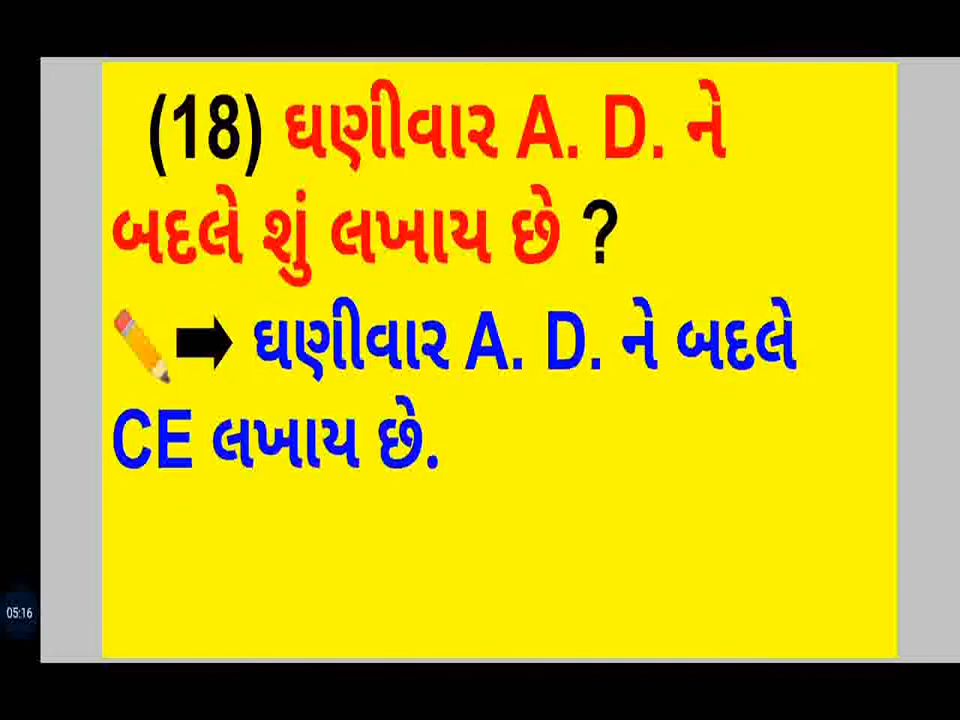 (18) ઘણીવાર A. D. ને
બદલે શું લખાય છે ?
✏️➡ ઘણીવાર A. D. ને બદલે
CE લખાય છે.
05:16